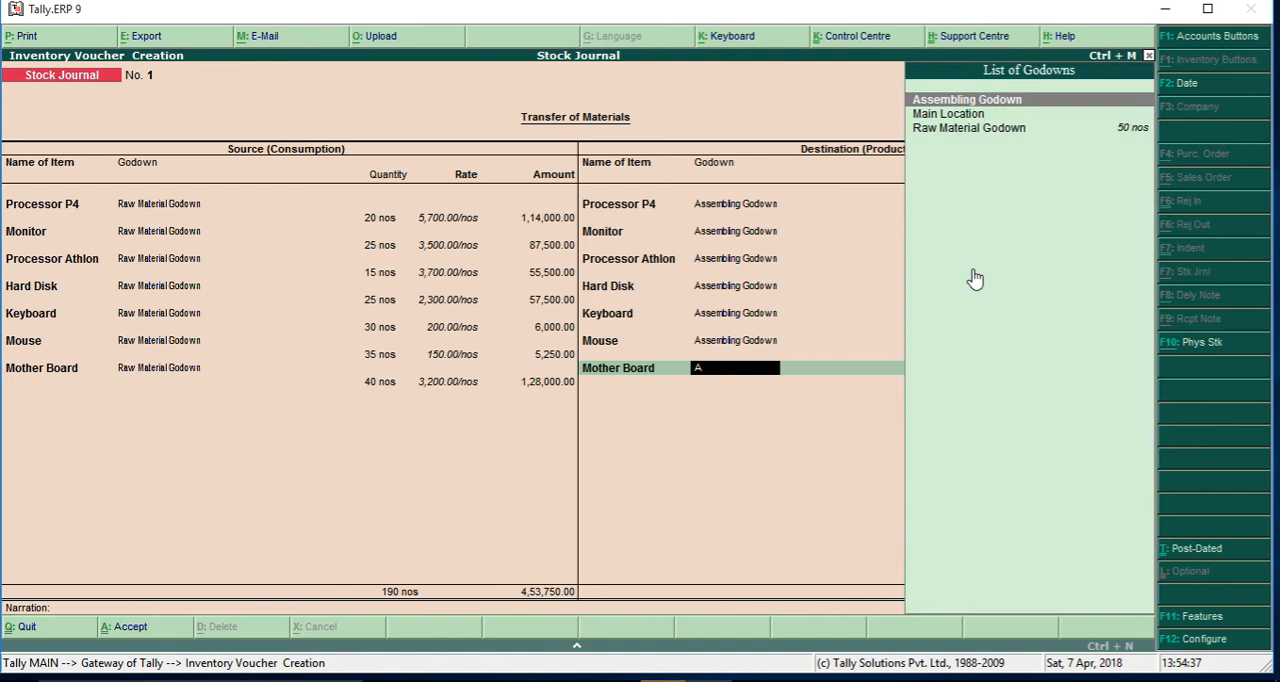 Tally.ERP 9
P: Print E: Export M: E-Mail O: Upload G: Language K: Keyboard K: Control Centre H: Support Centre H: Help
Inventory Voucher Creation Stock Journal Ctrl + M
Stock Journal No. 1
Transfer of Materials
Source (Consumption) Destination (Product
Name of Item Godown Name of Item Godown
Quantity Rate Amount
Processor P4 Raw Material Godown Processor P4 Assembling Godown
20 nos 5,700.00/nos 1,14,000.00
Monitor Raw Material Godown Monitor Assembling Godown
25 nos 3,500.00/nos 87,500.00
Processor Athlon Raw Material Godown Processor Athlon Assembling Godown
15 nos 3,700.00/nos 55,500.00
Hard Disk Raw Material Godown Hard Disk Assembling Godown
25 nos 2,300.00/nos 57,500.00
Keyboard Raw Material Godown Keyboard Assembling Godown
30 nos 200.00/nos 6,000.00
Mouse Raw Material Godown Mouse Assembling Godown
35 nos 150.00/nos 5,250.00
Mother Board Raw Material Godown Mother Board A
40 nos 3,200.00/nos 1,28,000.00
190 nos 4,53,750.00
Narration:
List of Godowns
Assembling Godown
Main Location
Raw Material Godown 50 nos
F1: Accounts Buttons
F1: Inventory Buttons
F2: Date
F3: Company
F4: Purc. Order
F5: Sales Order
F6: Rej In
F6: Rej Out
F7: Indent
F7: Stk Jrnl
F8: Dely Note
F9: Rcpt Note
F10: Phys Stk
T: Post-Dated
L: Optional
F11: Features
F12: Configure
Q: Quit A: Accept D: Delete X: Cancel
Ctrl + N
Tally MAIN --> Gateway of Tally --> Inventory Voucher Creation (c) Tally Solutions Pvt. Ltd., 1988-2009 Sat, 7 Apr, 2018 13:54:37